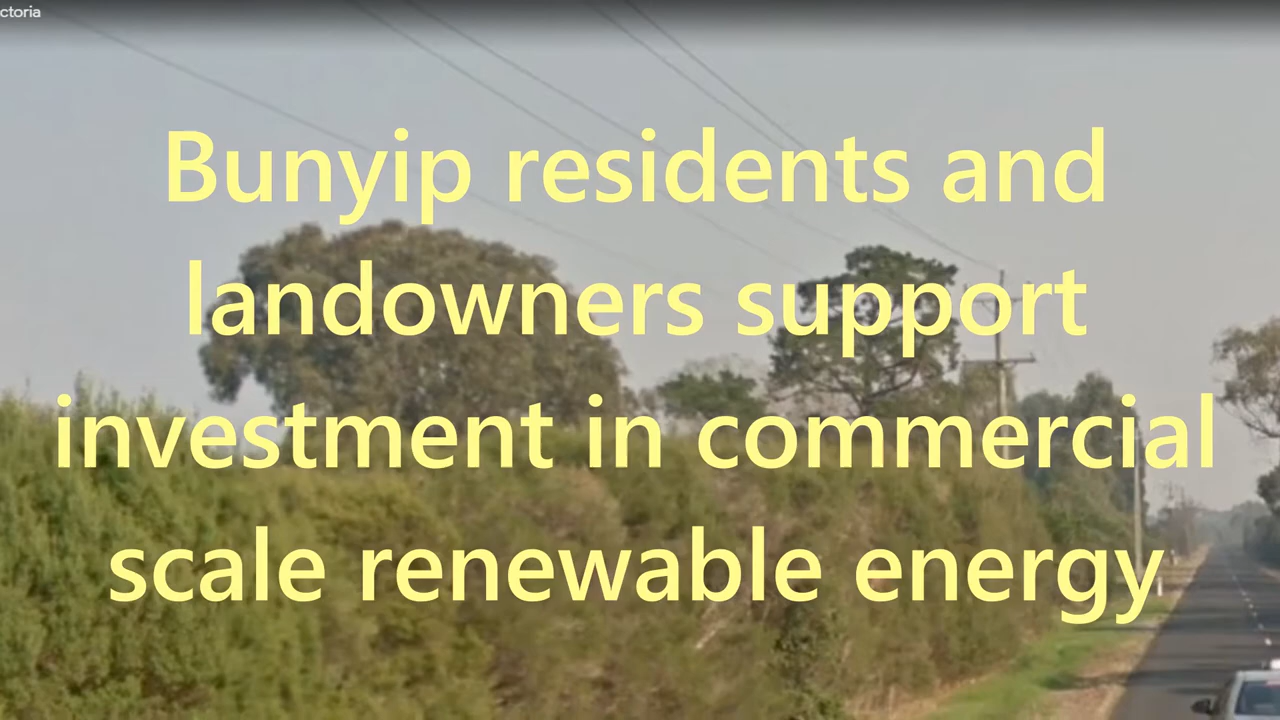 ctoria
Bunyip residents and
landowners support
investment in commercial
scale renewable energy